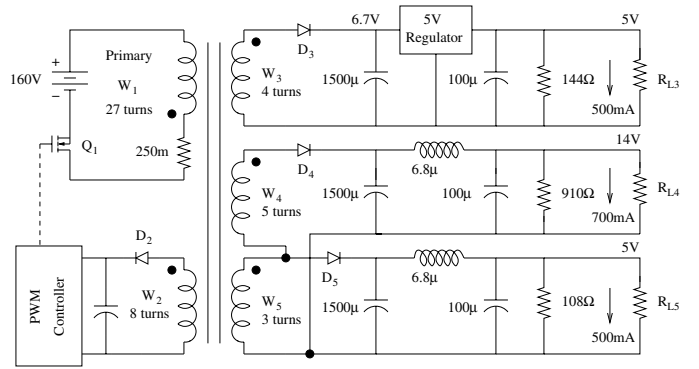 160V
+
−
Primary
W1
27 turns
Q1
250m
D3
6.7V
5V
Regulator
5V
W3
4 turns
1500µ
100µ
144Ω
500mA
RL3
D4
14V
W4
5 turns
6.8µ
1500µ
100µ
910Ω
700mA
RL4
PWM
Controller
D2
W2
8 turns
D5
5V
W5
3 turns
6.8µ
1500µ
100µ
108Ω
500mA
RL5